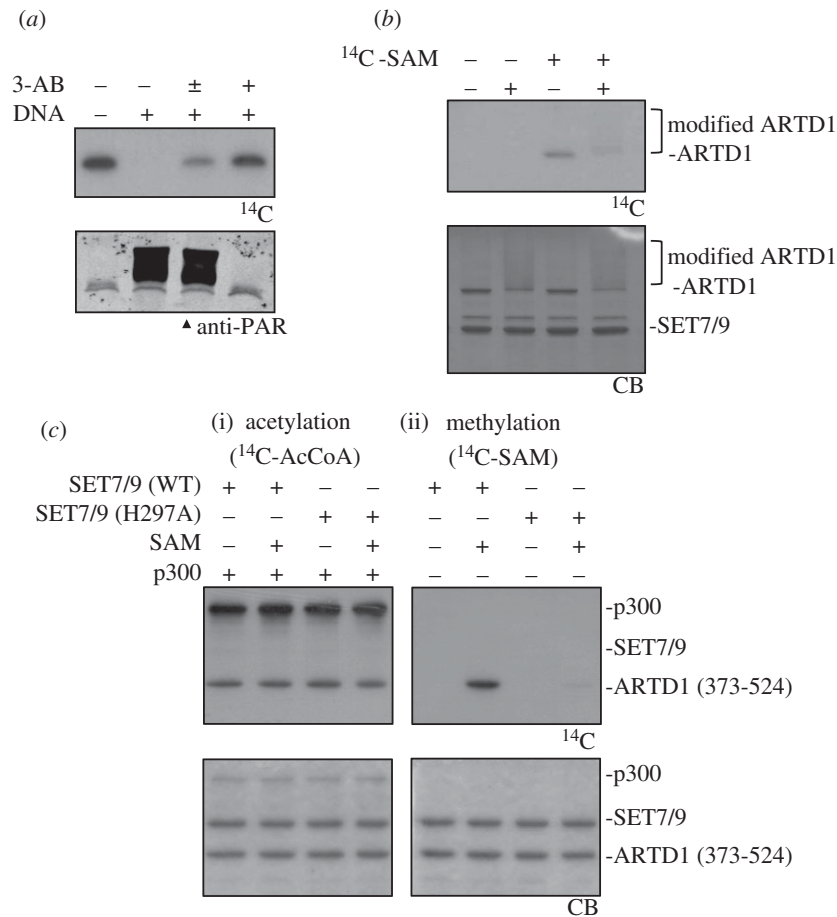 (a)
3-AB – – ± +
DNA – + + +
14C
▲ anti-PAR
(b)
14C -SAM – – + +
– + – +
modified ARTD1
-ARTD1
14C
modified ARTD1
-ARTD1
-SET7/9
CB
(c)
(i) acetylation
(14C-AcCoA)
(ii) methylation
(14C-SAM)
SET7/9 (WT) + + – – + + – –
SET7/9 (H297A) – – + + – – + +
SAM – + – + – + – +
p300 + + + + – – – –
-p300
-SET7/9
-ARTD1 (373-524)
14C
-p300
-SET7/9
-ARTD1 (373-524)
CB